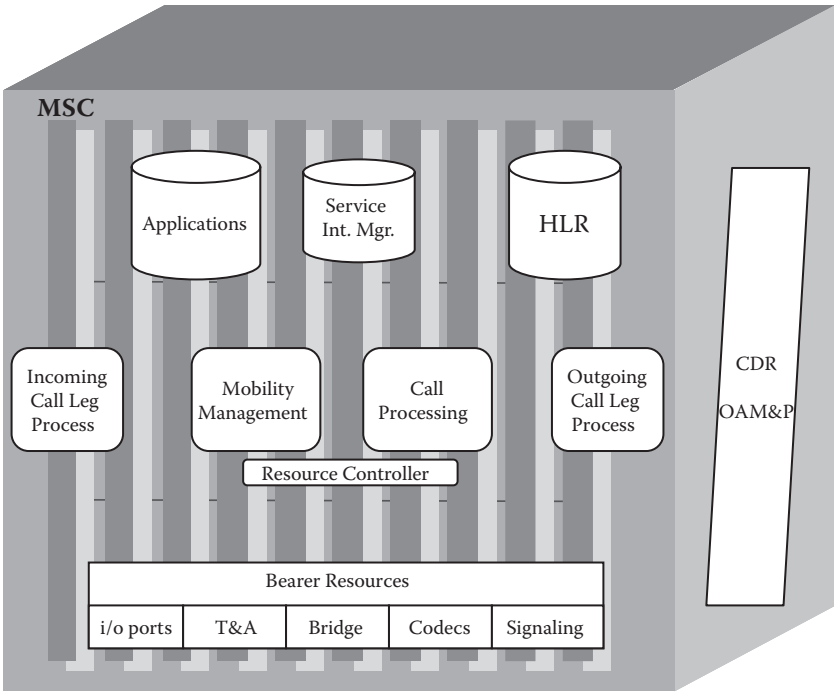 MSC
Applications
Service
Int. Mgr.
HLR
Incoming
Call Leg
Process
Mobility
Management
Call
Processing
Outgoing
Call Leg
Process
Resource Controller
CDR
OAM&P
Bearer Resources
i/o ports
T&A
Bridge
Codecs
Signaling